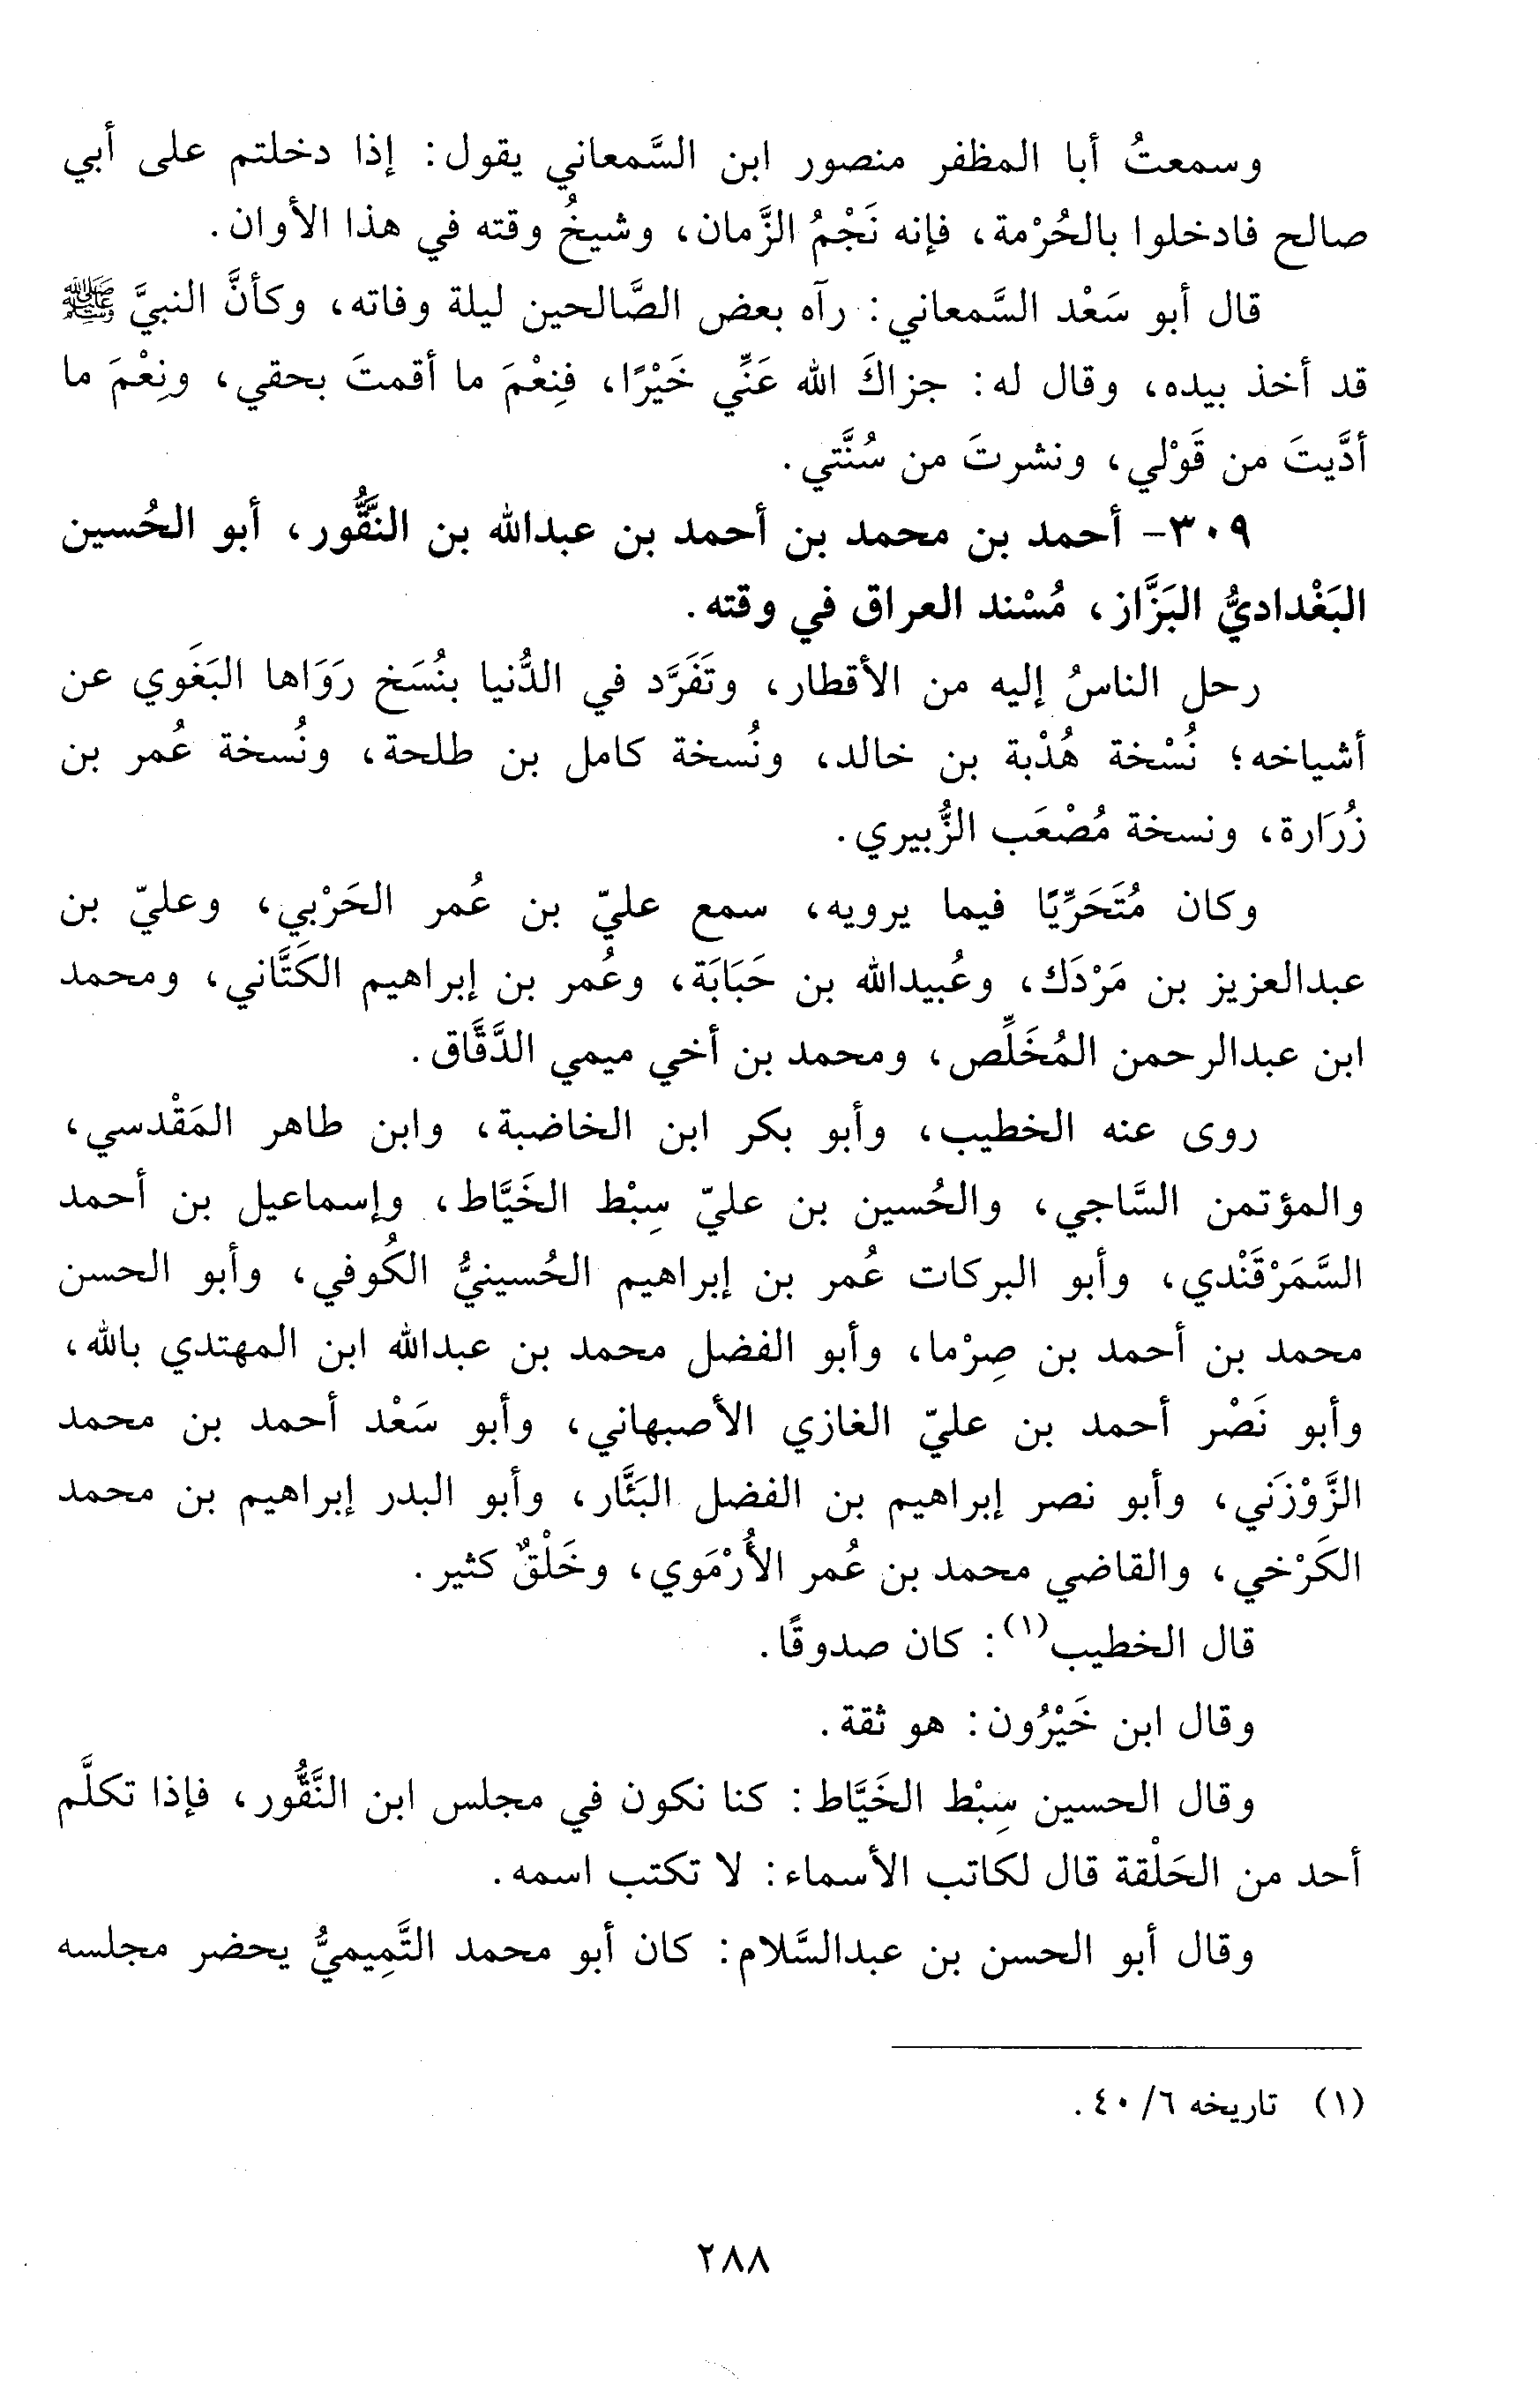 وسمعتُ أبا المظفر منصور ابن السَّمعاني يقول: إذا دخلتم على أبي
صالح فادخلوا بالحُرْمة، فإنه نَجْمُ الزَّمان، وشيخُ وقته في هذا الأوان.
قال أبو سَعْد السَّمعاني: رآه بعض الصَّالحين ليلة وفاته، وكأنَّ النبيَّ ﷺ
قد أخذ بيده، وقال له: جزاكَ الله عَنِّي خَيْرًا، فنِعْمَ ما أقمتَ بحقي، ونِعْمَ ما
أدَّيتَ من قَوْلي، ونشرتَ من سُنَّتي.
٣٠٩- أحمد بن محمد بن أحمد بن عبدالله بن النَّقُّور، أبو الحُسين
البَغْداديُّ البَزَّاز، مُسْند العراق في وقته.
رحل الناسُ إليه من الأقطار، وتَفَرَّد في الدُّنيا بنُسَخ رَوَاها البَغَوي عن
أشياخه؛ نُسْخة هُدْبة بن خالد، ونُسخة كامل بن طلحة، ونُسخة عُمر بن
زُرَارة، ونسخة مُصْعَب الزُّبيري.
وكان مُتَحَرِّيًا فيما يرويه، سمع عليّ بن عُمر الحَرْبي، وعليّ بن
عبدالعزيز بن مَرْدَك، وعُبيدالله بن حَبَابَة، وعُمر بن إبراهيم الكَتَّاني، ومحمد
ابن عبدالرحمن المُخَلِّص، ومحمد بن أخي ميمي الدَّقَّاق.
روى عنه الخطيب، وأبو بكر ابن الخاضبة، وابن طاهر المَقْدسي،
والمؤتمن السَّاجي، والحُسين بن عليّ سِبْط الخَيَّاط، وإسماعيل بن أحمد
السَّمَرْقَنْدي، وأبو البركات عُمر بن إبراهيم الحُسينيُّ الكُوفي، وأبو الحسن
محمد بن أحمد بن صِرْما، وأبو الفضل محمد بن عبدالله ابن المهتدي بالله،
وأبو نَصْر أحمد بن عليّ الغازي الأصبهاني، وأبو سَعْد أحمد بن محمد
الزَّوْزَني، وأبو نصر إبراهيم بن الفضل البَئَّار، وأبو البدر إبراهيم بن محمد
الكَرْخي، والقاضي محمد بن عُمر الأُرْمَوي، وخَلْقٌ كثير.
قال الخطيب(١): كان صدوقًا.
وقال ابن خَيْرُون: هو ثقة.
وقال الحسين سِبْط الخَيَّاط: كنا نكون في مجلس ابن النَّقُّور، فإذا تكلَّم
أحد من الحَلْقة قال لكاتب الأسماء: لا تكتب اسمه.
وقال أبو الحسن بن عبدالسَّلام: كان أبو محمد التَّمِيميُّ يحضر مجلسه
(١) تاريخه ٦/ ٤٠.
٢٨٨